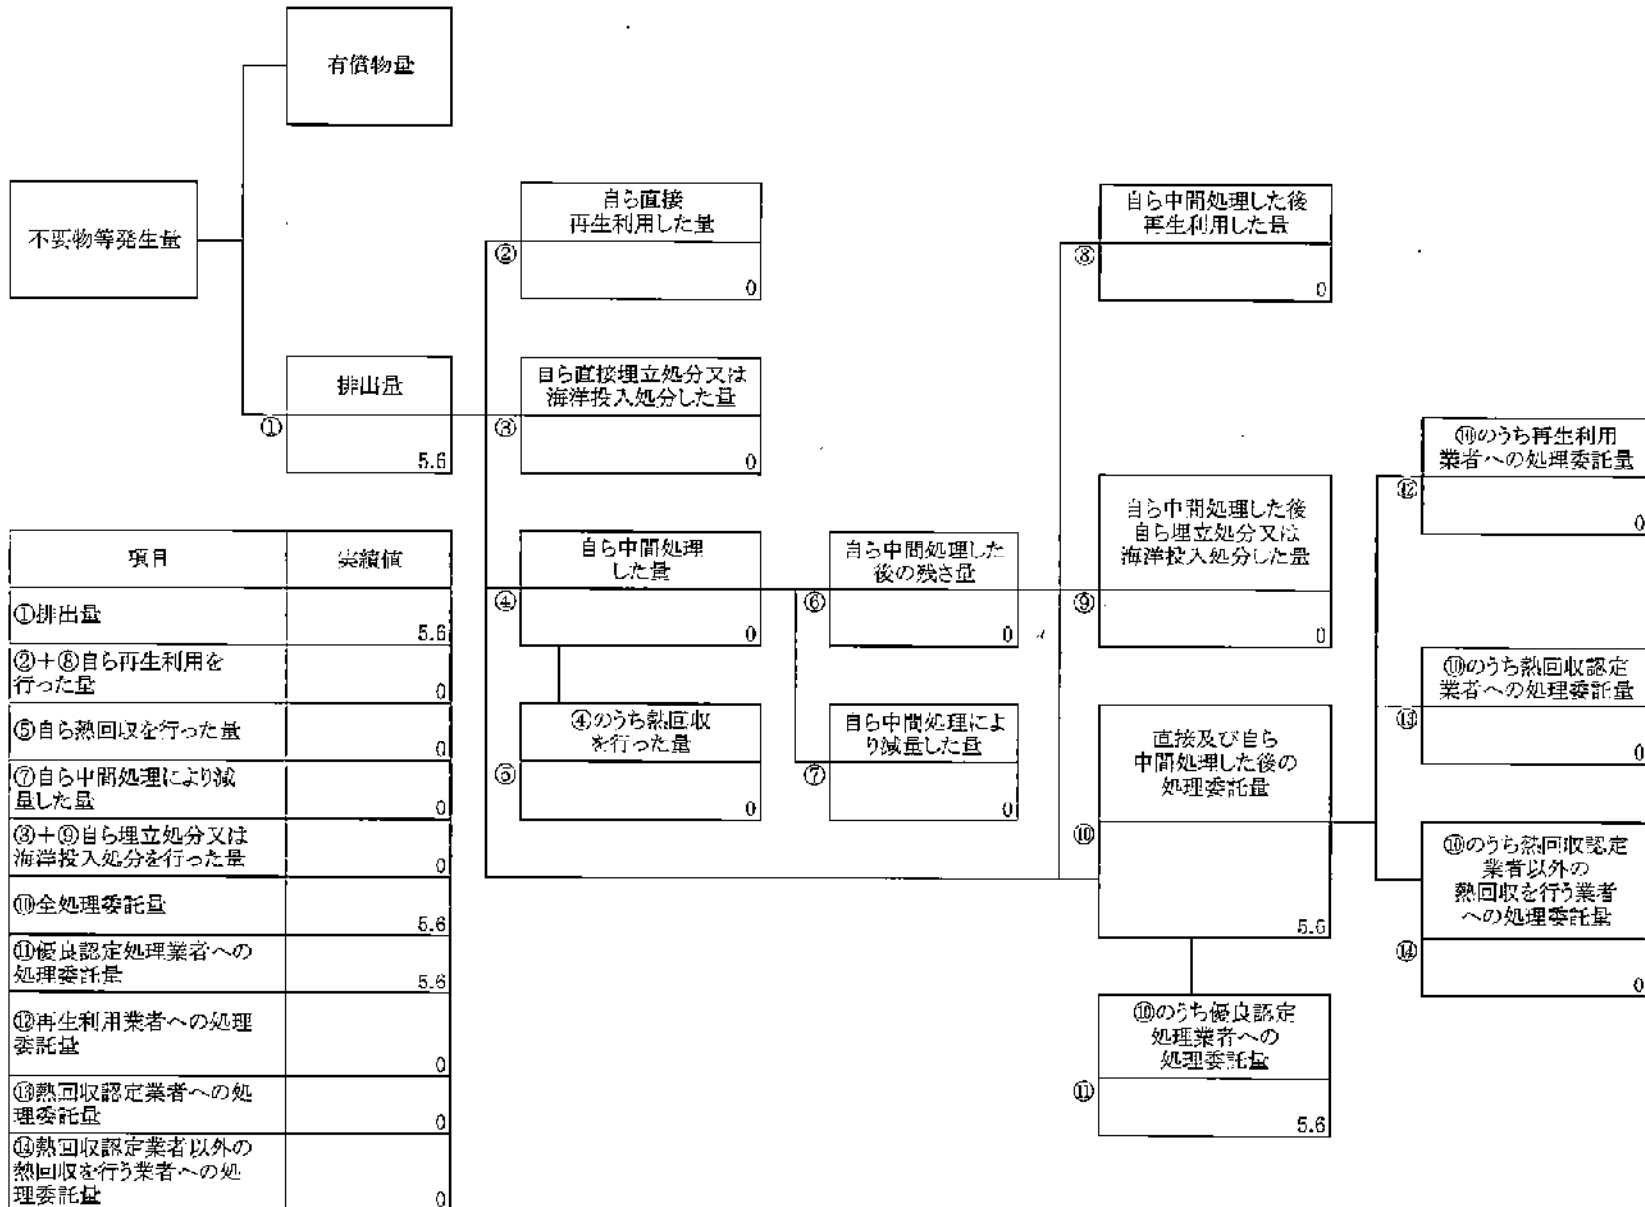 有償物量
不要物等発生量
排出量
①
5.6
自ら直接
再生利用した量
②
0
自ら直接埋立処分又は
海洋投入処分した量
③
0
自ら中間処理
した量
④
0
④のうち熱回収
を行った量
⑤
0
自ら中間処理した
後の残さ量
⑥
0
自ら中間処理によ
り減量した量
⑦
0
自ら中間処理した後
再生利用した量
⑧
0
自ら中間処理した後
自ら埋立処分又は
海洋投入処分した量
⑨
0
直接及び自ら
中間処理した後の
処理委託量
⑩
5.6
⑩のうち優良認定
処理業者への
処理委託量
⑪
5.6
⑩のうち再生利用
業者への処理委託量
⑫
0
⑩のうち熱回収認定
業者への処理委託量
⑬
0
⑩のうち熱回収認定
業者以外の
熱回収を行う業者
への処理委託量
⑭
0
項目 実績値
①排出量 5.6
②+⑧自ら再生利用を
行った量 0
⑤自ら熱回収を行った量 0
⑦自ら中間処理により減
量した量 0
③+⑨自ら埋立処分又は
海洋投入処分を行った量 0
⑩全処理委託量 5.6
⑪優良認定処理業者への
処理委託量 5.6
⑫再生利用業者への処理
委託量 0
⑬熱回収認定業者への処
理委託量 0
⑭熱回収認定業者以外の
熱回収を行う業者への処
理委託量 0